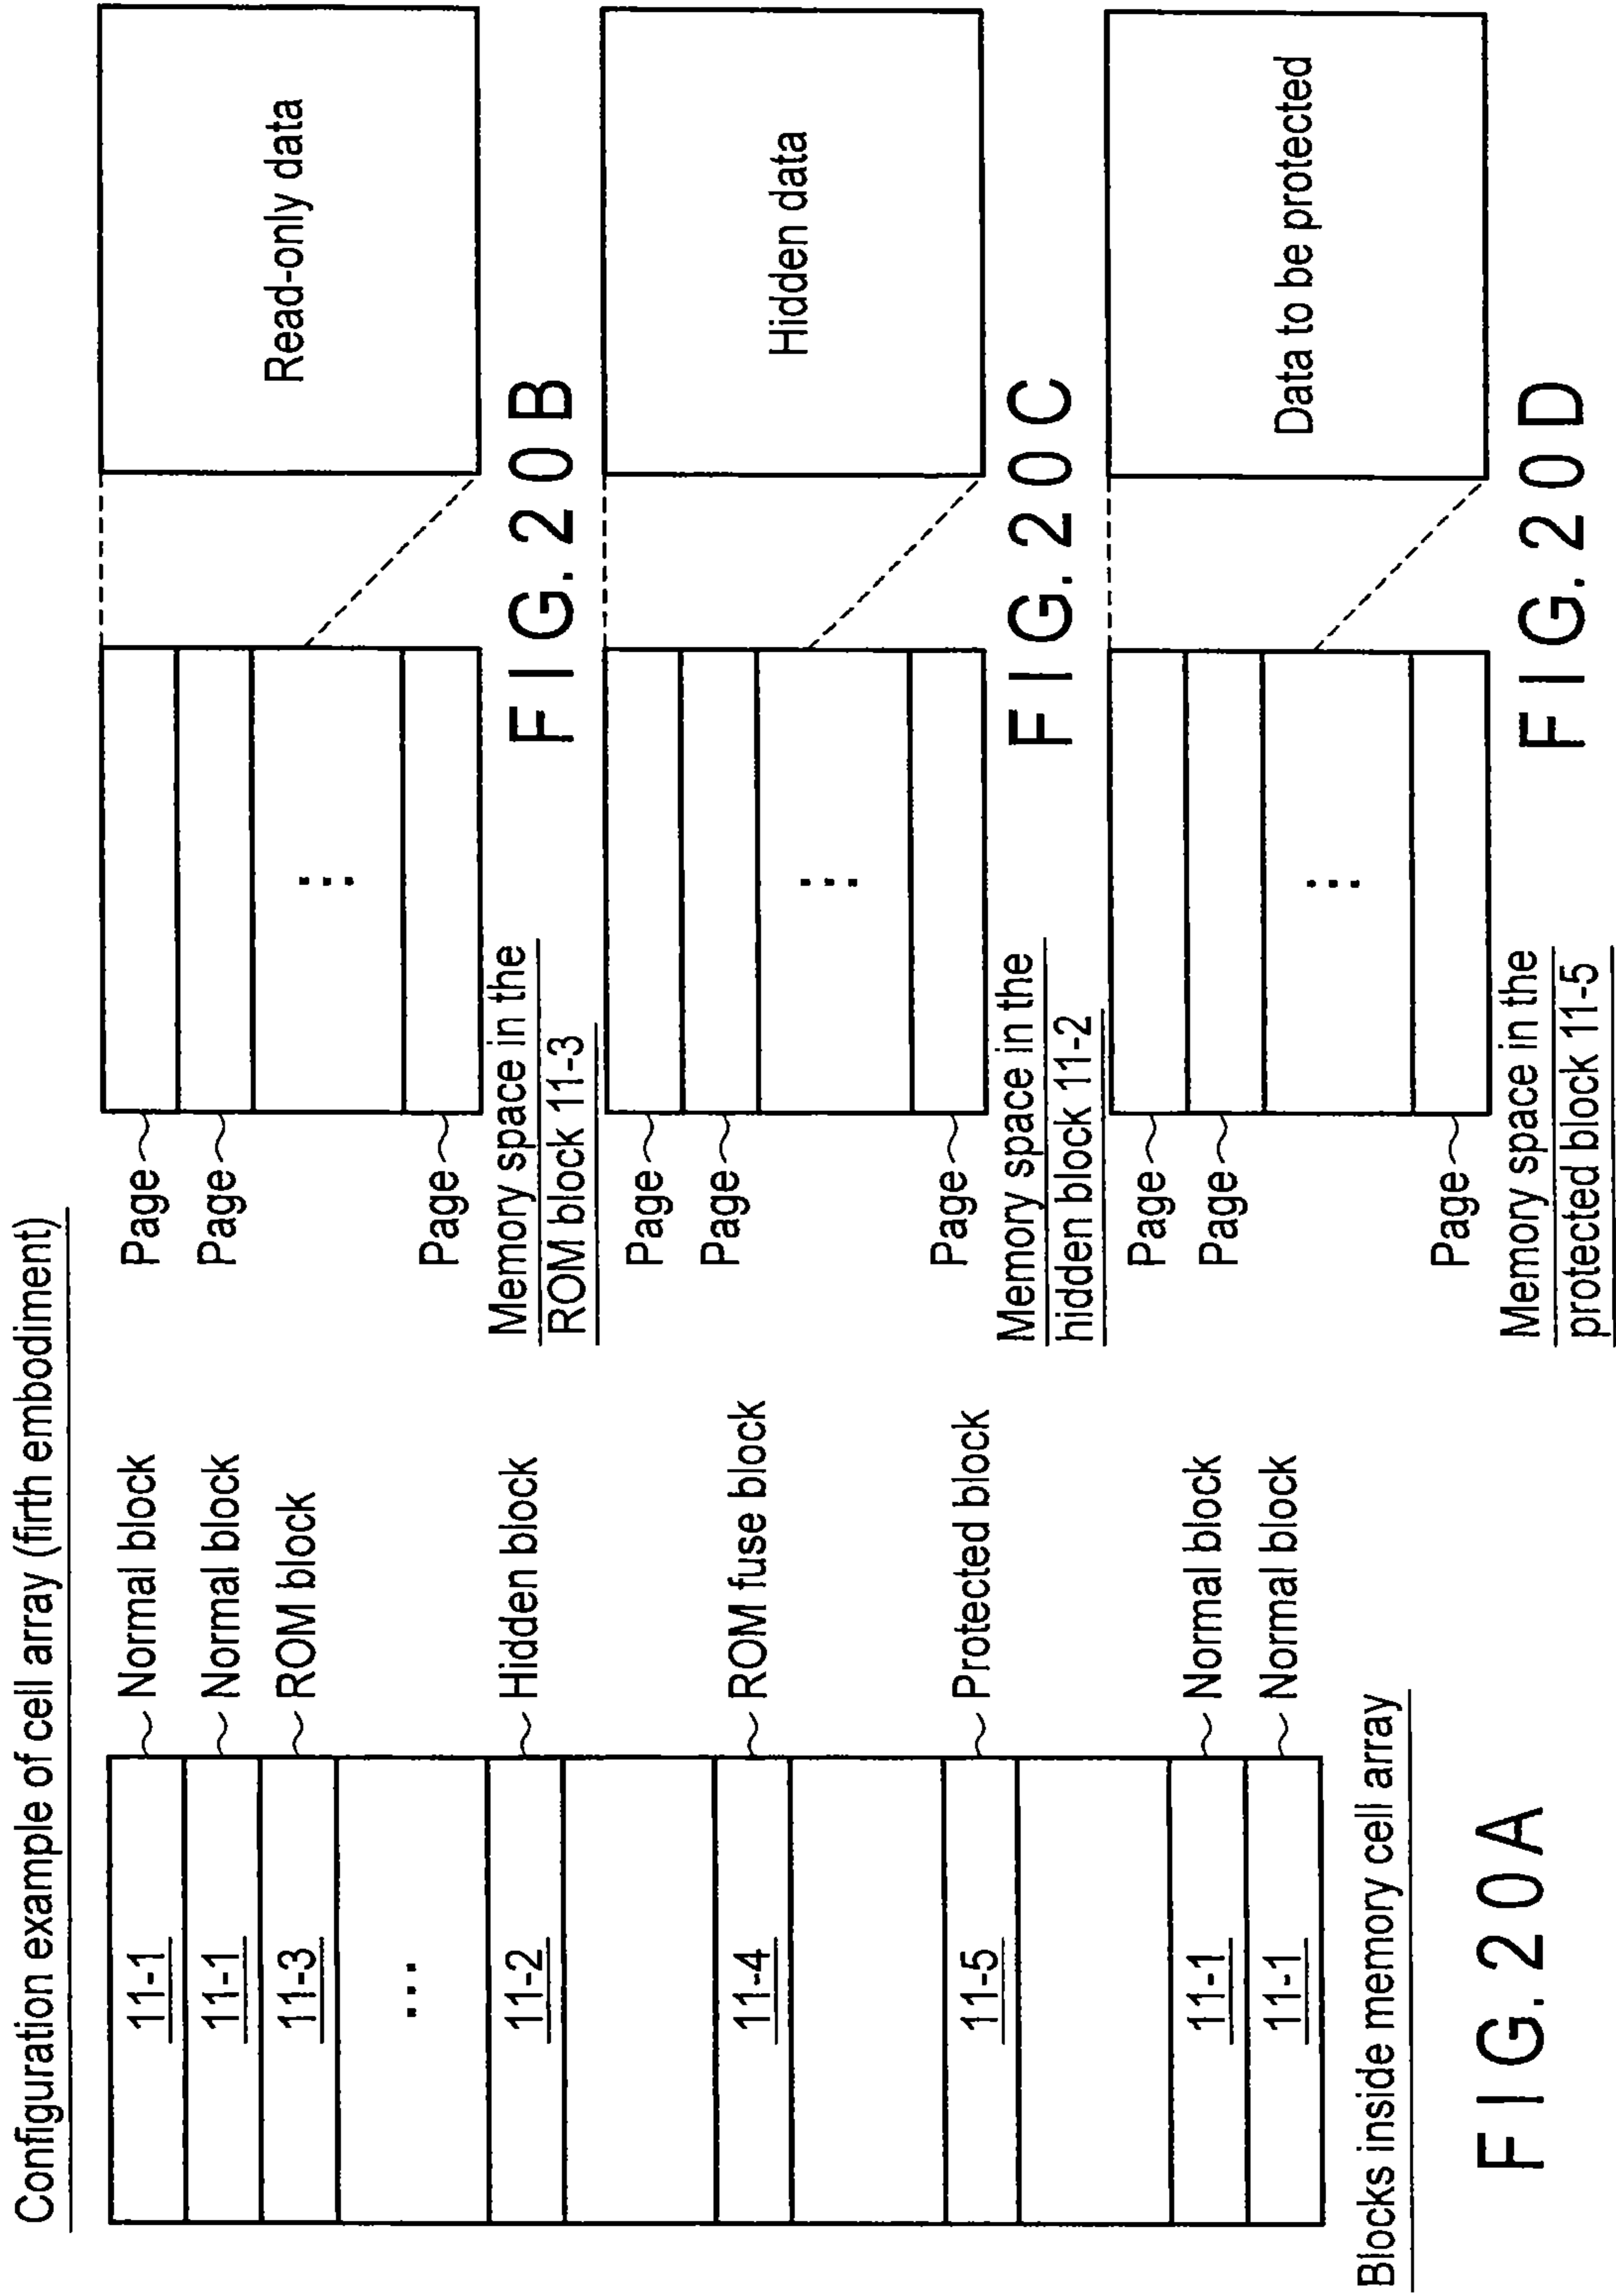 Configuration example of cell array (firth embodiment)
11-1
Normal block
11-1
Normal block
11-3
ROM block
...
11-2
Hidden block
11-4
ROM fuse block
11-5
Protected block
11-1
Normal block
11-1
Normal block
Blocks inside memory cell array
FIG. 20A
Page
Page
...
Page
Read-only data
Memory space in the
ROM block 11-3
FIG. 20B
Page
Page
...
Page
Hidden data
Memory space in the
hidden block 11-2
FIG. 20C
Page
Page
...
Page
Data to be protected
Memory space in the
protected block 11-5
FIG. 20D